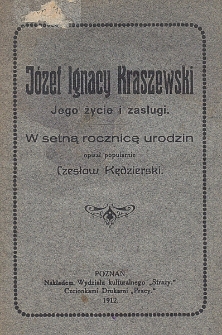 Józef Ignacy Kraszewski
Jego życie i zasługi.
W setną rocznicę urodzin
opisał popularnie
Czesław Kędzierski.
POZNAŃ
Nakładem Wydziału kulturalnego „Straży.”
Czcionkami Drukarni „Pracy.”
1912.